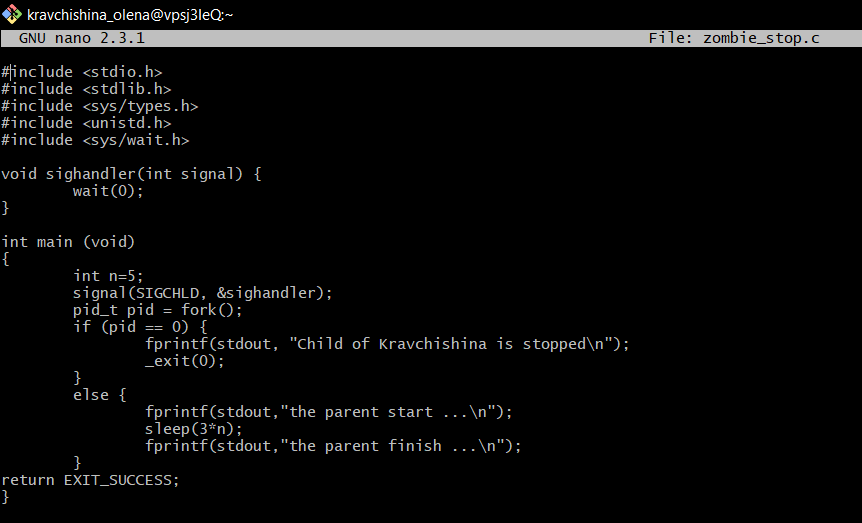 kravchishina_olena@vpsj3leQ:~
GNU nano 2.3.1 File: zombie_stop.c
#include <stdio.h>
#include <stdlib.h>
#include <sys/types.h>
#include <unistd.h>
#include <sys/wait.h>
void sighandler(int signal) {
wait(0);
}
int main (void)
{
int n=5;
signal(SIGCHLD, &sighandler);
pid_t pid = fork();
if (pid == 0) {
fprintf(stdout, "Child of Kravchishina is stopped\n");
_exit(0);
}
else {
fprintf(stdout,"the parent start ...\n");
sleep(3*n);
fprintf(stdout,"the parent finish ...\n");
}
return EXIT_SUCCESS;
}